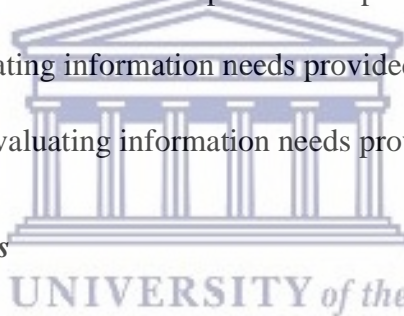 ating information needs provided
valuating information needs prov
s
UNIVERSITY of the